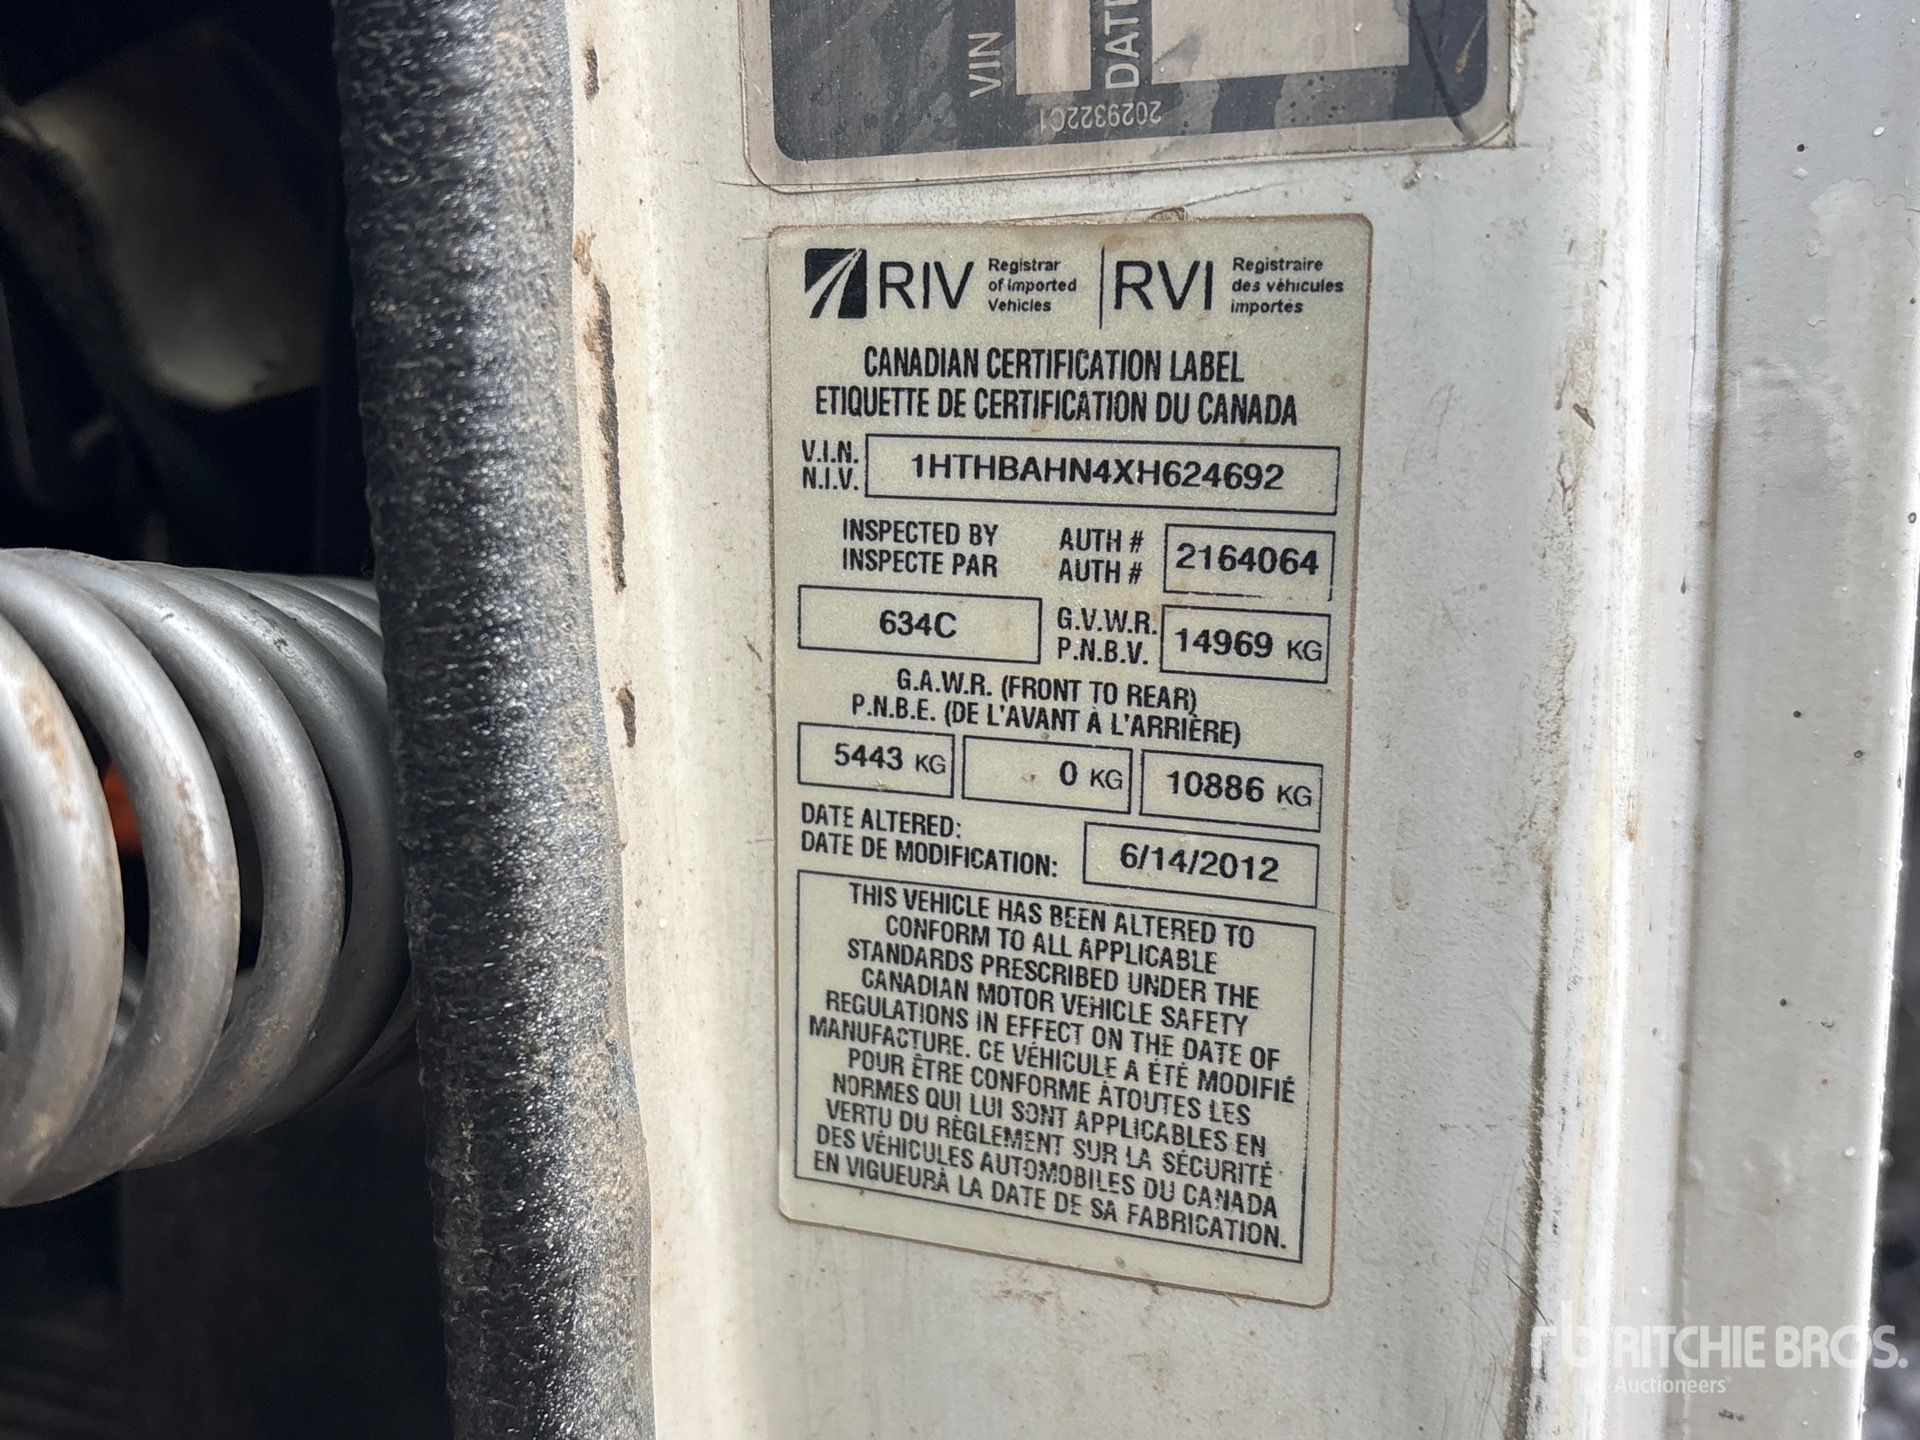 VIN
DATE
2029322C1
RIV Registrar of Imported Vehicles | RVI Registraire des véhicules importés
CANADIAN CERTIFICATION LABEL
ETIQUETTE DE CERTIFICATION DU CANADA
V.I.N.
N.I.V.
1HTHBAHN4XH624692
INSPECTED BY
INSPECTE PAR
AUTH #
AUTH #
2164064
634C
G.V.W.R.
P.N.B.V.
14969 KG
G.A.W.R. (FRONT TO REAR)
P.N.B.E. (DE L'AVANT À L'ARRIÈRE)
5443 KG
0 KG
10886 KG
DATE ALTERED:
DATE DE MODIFICATION:
6/14/2012
THIS VEHICLE HAS BEEN ALTERED TO
CONFORM TO ALL APPLICABLE
STANDARDS PRESCRIBED UNDER THE
CANADIAN MOTOR VEHICLE SAFETY
REGULATIONS IN EFFECT ON THE DATE OF
MANUFACTURE. CE VÉHICULE A ÉTÉ MODIFIÉ
POUR ÊTRE CONFORME ÀTOUTES LES
NORMES QUI LUI SONT APPLICABLES EN
VERTU DU RÈGLEMENT SUR LA SÉCURITÉ
DES VÉHICULES AUTOMOBILES DU CANADA
EN VIGUEURÀ LA DATE DE SA FABRICATION.
rb RITCHIE BROS.
Auctioneers